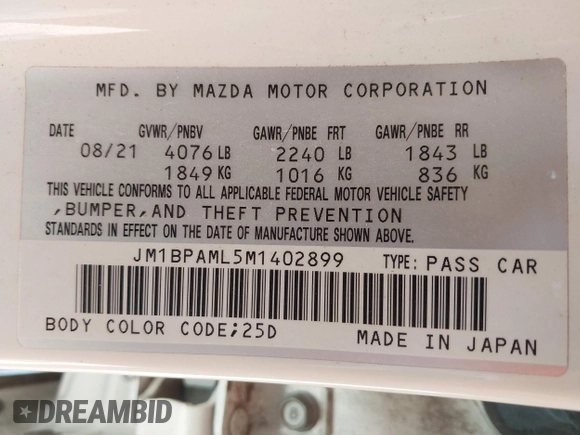 MFD. BY MAZDA MOTOR CORPORATION
DATE GVWR/PNBV GAWR/PNBE FRT GAWR/PNBE RR
08/21 4076 LB 2240 LB 1843 LB
1849 KG 1016 KG 836 KG
THIS VEHICLE CONFORMS TO ALL APPLICABLE FEDERAL MOTOR VEHICLE SAFETY
,BUMPER,AND THEFT PREVENTION
STANDARDS IN EFFECT ON THE DATE OF MANUFACTURE SHOWN ABOVE.
JM1BPAML5M1402899 TYPE: PASS CAR
BODY COLOR CODE;25D MADE IN JAPAN
DREAMBID